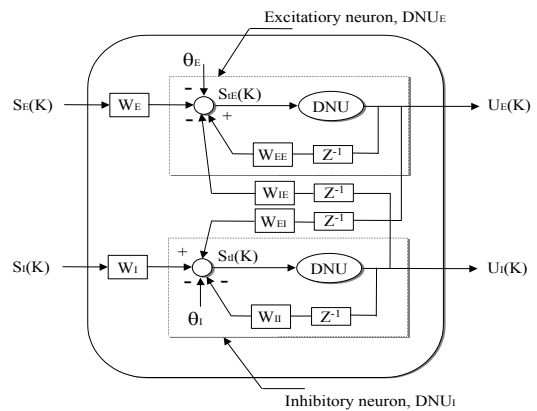 Excitatiory neuron, DNUE
θE
SE(K) WE - StE(K) DNU UE(K)
- +
WEE Z-1
WIE Z-1
WEI Z-1
+
SI(K) WI StI(K) DNU UI(K)
- -
θI WII Z-1
Inhibitory neuron, DNUI